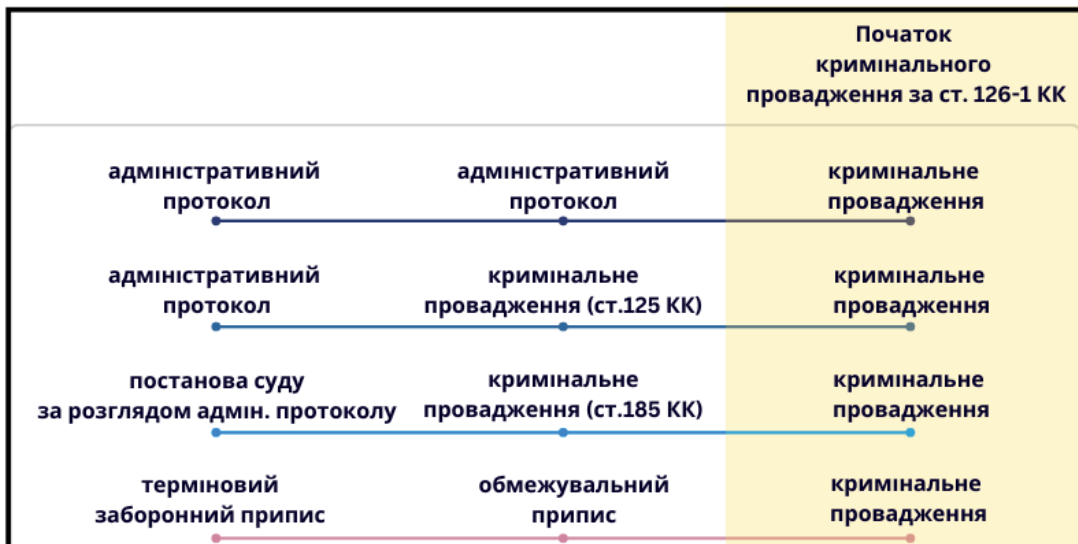 Початок
кримінального
провадження за ст. 126-1 КК
адміністративний
протокол
адміністративний
протокол
кримінальне
провадження
адміністративний
протокол
кримінальне
провадження (ст.125 КК)
кримінальне
провадження
постанова суду
за розглядом адмін. протоколу
кримінальне
провадження (ст.185 КК)
кримінальне
провадження
терміновий
заборонний припис
обмежувальний
припис
кримінальне
провадження